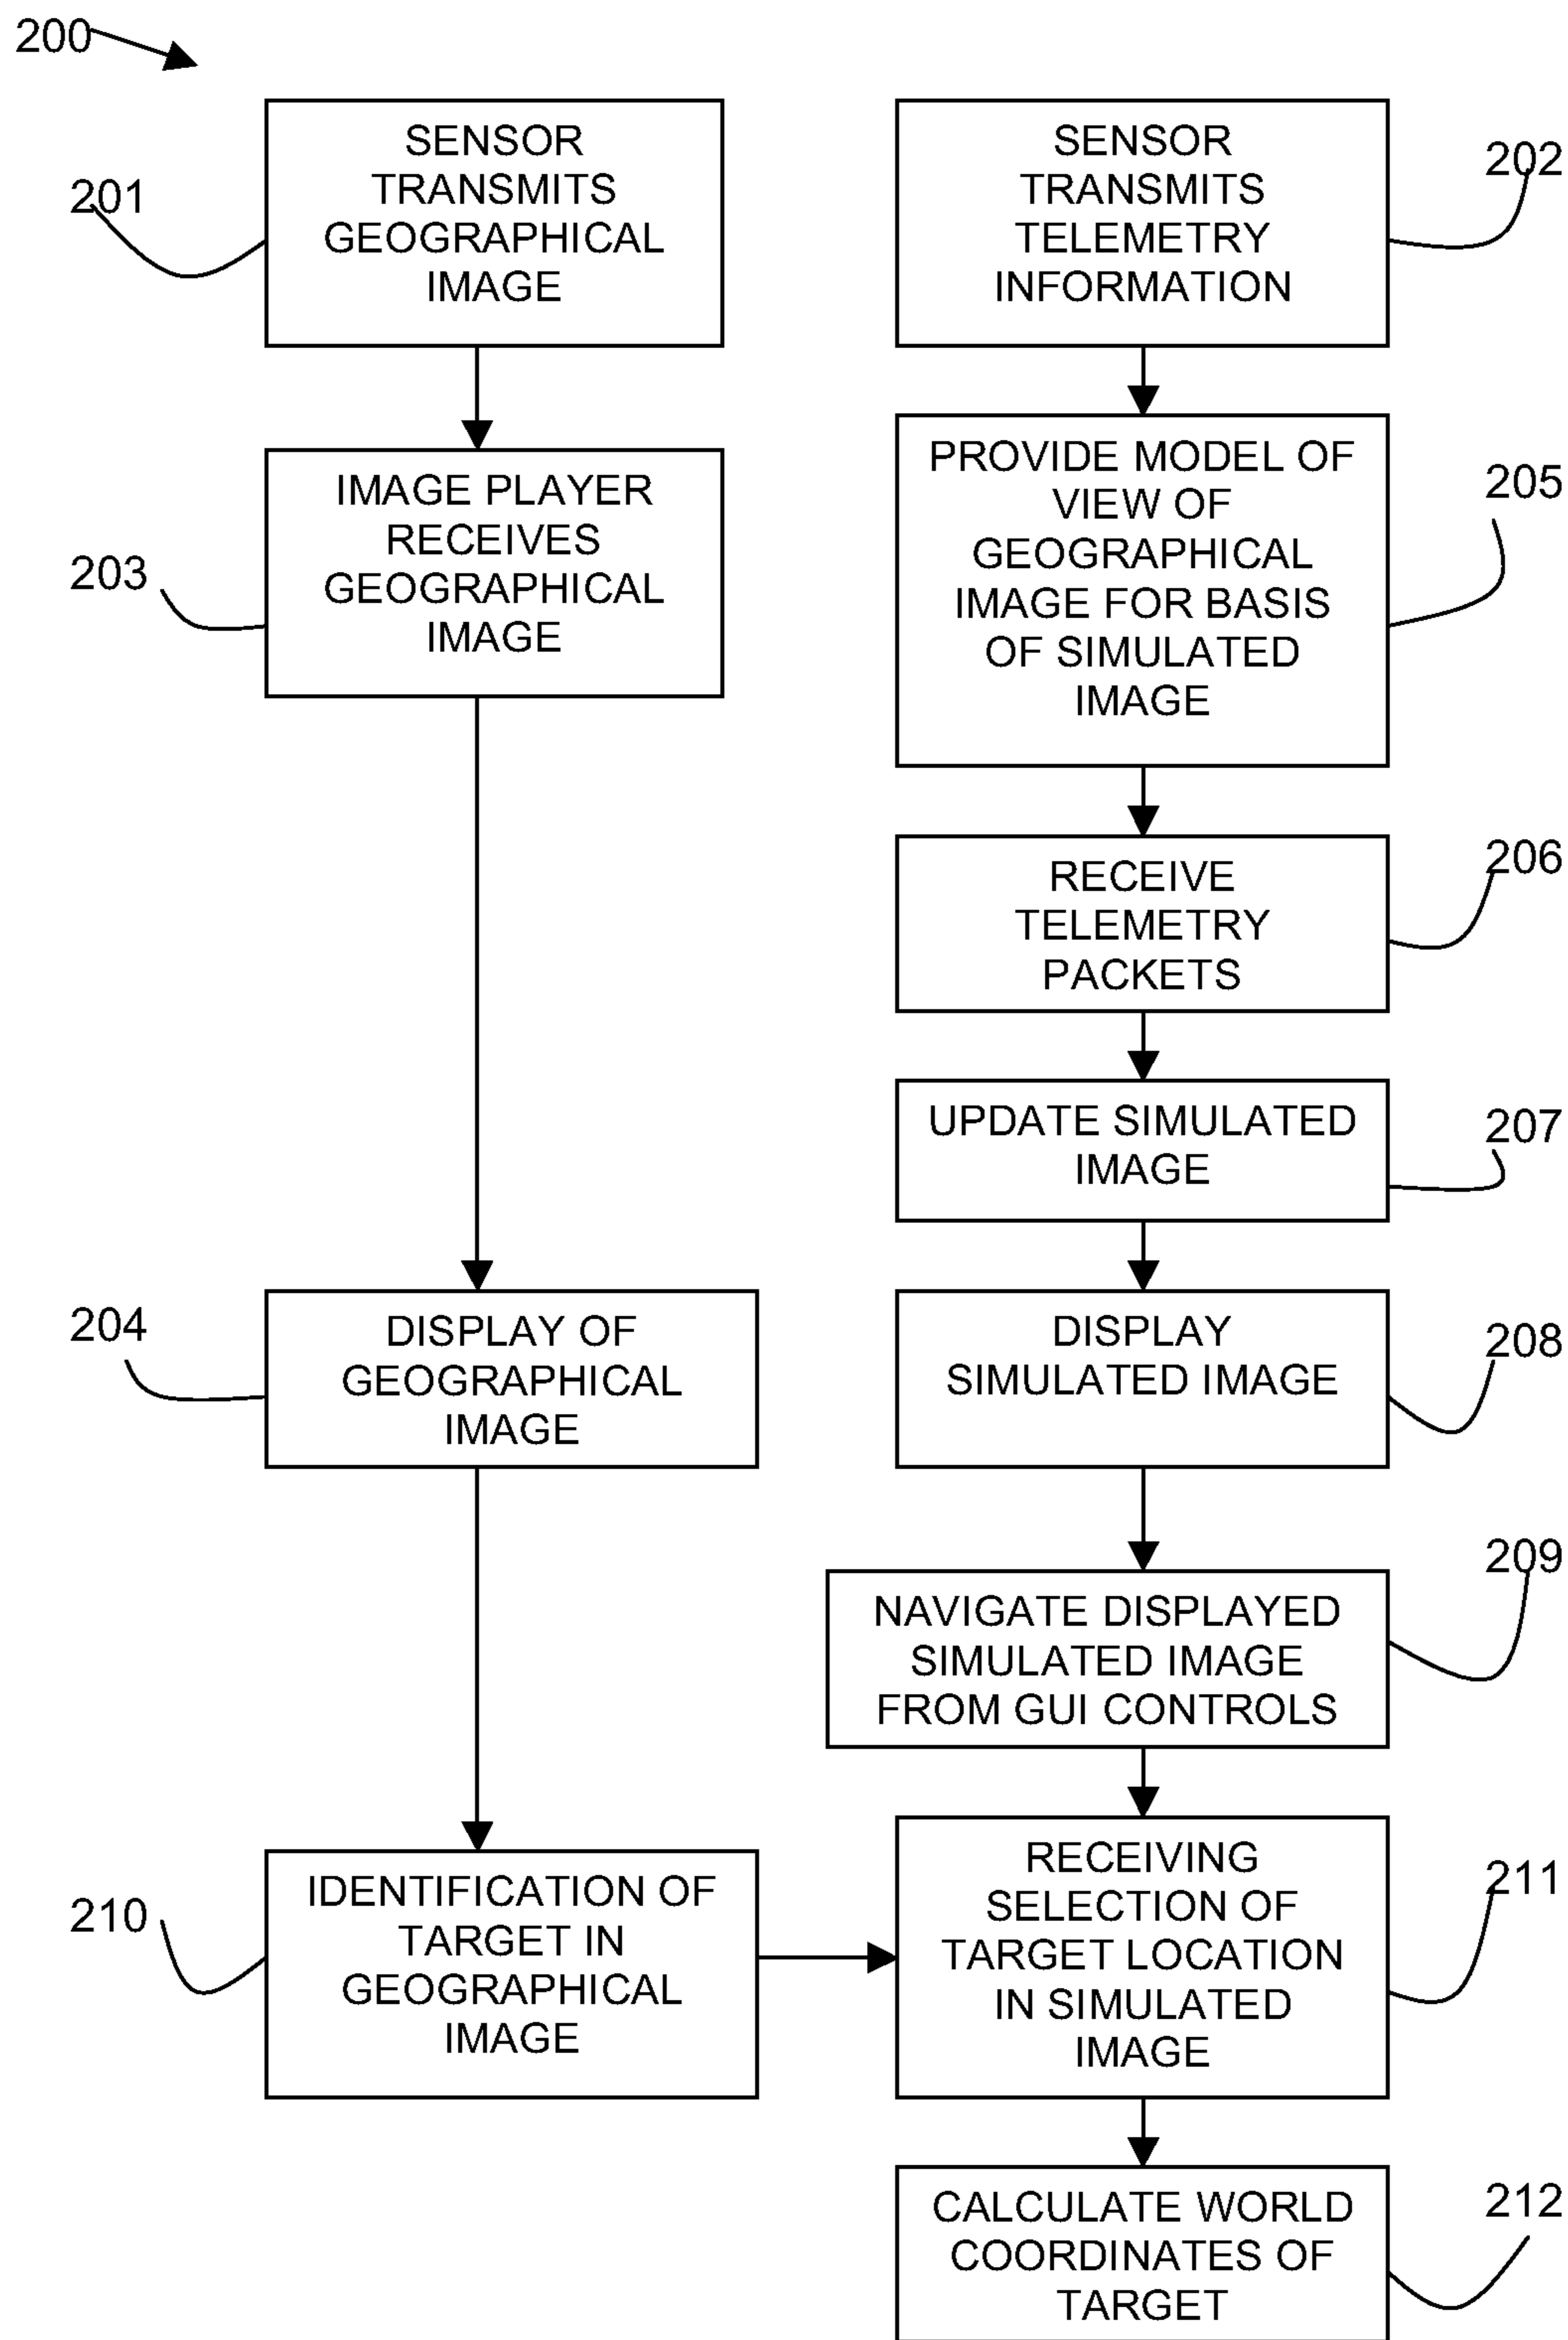 200
SENSOR
TRANSMITS
GEOGRAPHICAL
IMAGE
201
SENSOR
TRANSMITS
TELEMETRY
INFORMATION
202
IMAGE PLAYER
RECEIVES
GEOGRAPHICAL
IMAGE
203
PROVIDE MODEL OF
VIEW OF
GEOGRAPHICAL
IMAGE FOR BASIS
OF SIMULATED
IMAGE
205
RECEIVE
TELEMETRY
PACKETS
206
UPDATE SIMULATED
IMAGE
207
204
DISPLAY OF
GEOGRAPHICAL
IMAGE
DISPLAY
SIMULATED IMAGE
208
NAVIGATE DISPLAYED
SIMULATED IMAGE
FROM GUI CONTROLS
209
210
IDENTIFICATION OF
TARGET IN
GEOGRAPHICAL
IMAGE
RECEIVING
SELECTION OF
TARGET LOCATION
IN SIMULATED
IMAGE
211
CALCULATE WORLD
COORDINATES OF
TARGET
212